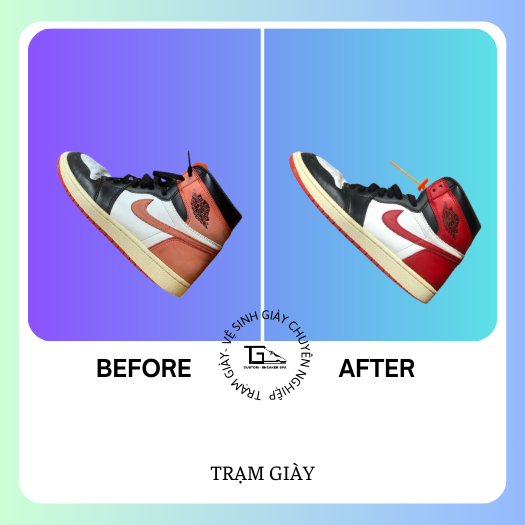 BEFORE
AFTER
VỆ SINH GIÀY CHUYÊN NGHIỆP
TRẠM GIÀY -
TG
CUSTOM - SNEAKER SPA
TRẠM GIÀY